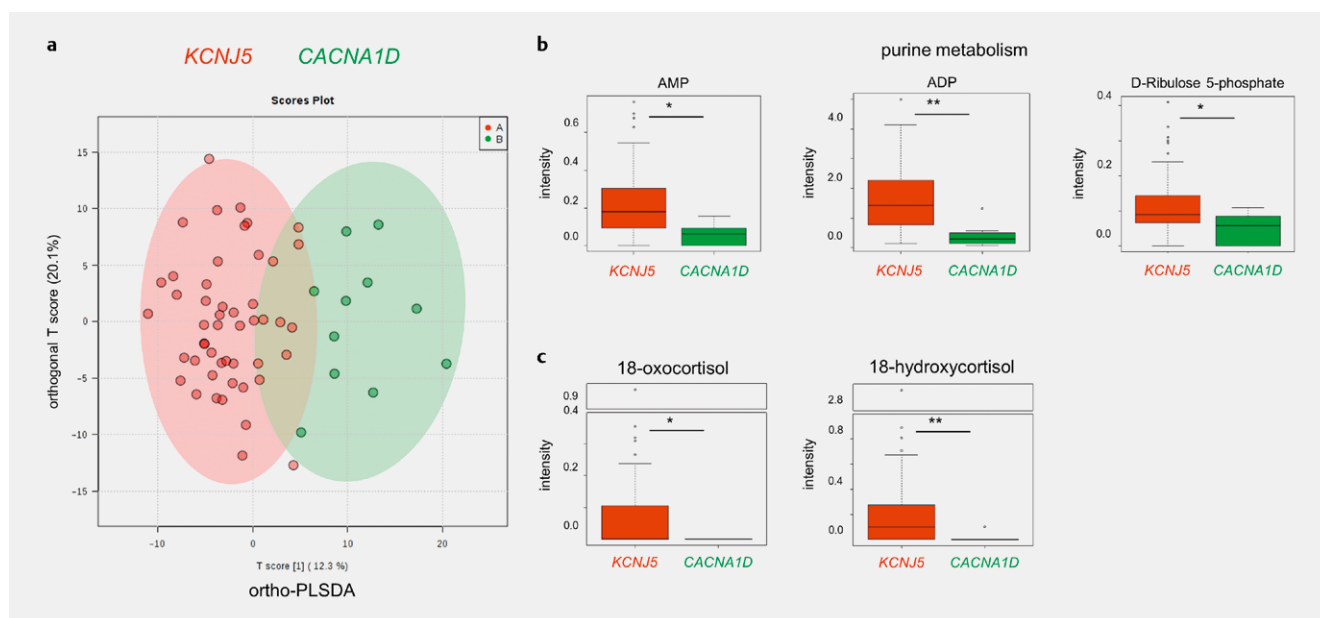 a
KCNJ5 CACNA1D
Scores Plot
A
B
15
10
5
0
−5
−10
−15
orthogonal T score (20.1%)
−10 0 10 20
T score [1] ( 12.3 %)
ortho-PLSDA
b
purine metabolism
AMP
*
0.6
0.4
0.2
0.0
intensity
KCNJ5 CACNA1D
ADP
**
4.0
2.0
0.0
intensity
KCNJ5 CACNA1D
D-Ribulose 5-phosphate
*
0.4
0.2
0.0
intensity
KCNJ5 CACNA1D
c
18-oxocortisol
0.9
0.4
*
0.2
0.0
intensity
KCNJ5 CACNA1D
18-hydroxycortisol
2.8
0.8
**
0.4
0.0
intensity
KCNJ5 CACNA1D